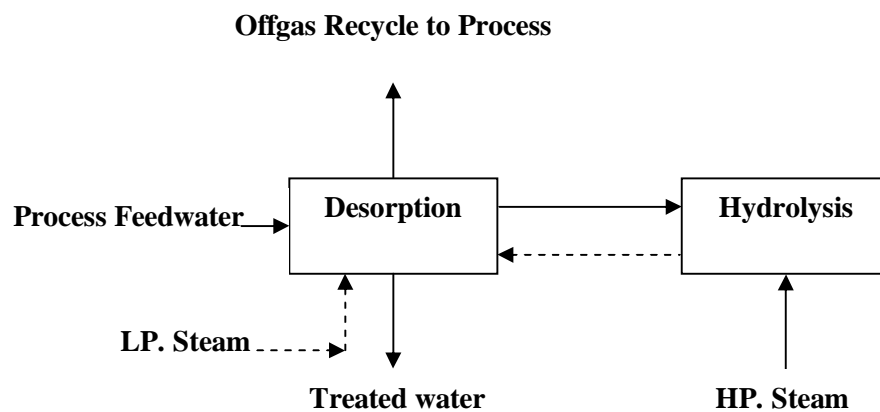 Offgas Recycle to Process
Desorption
Hydrolysis
Process Feedwater
LP. Steam
Treated water
HP. Steam